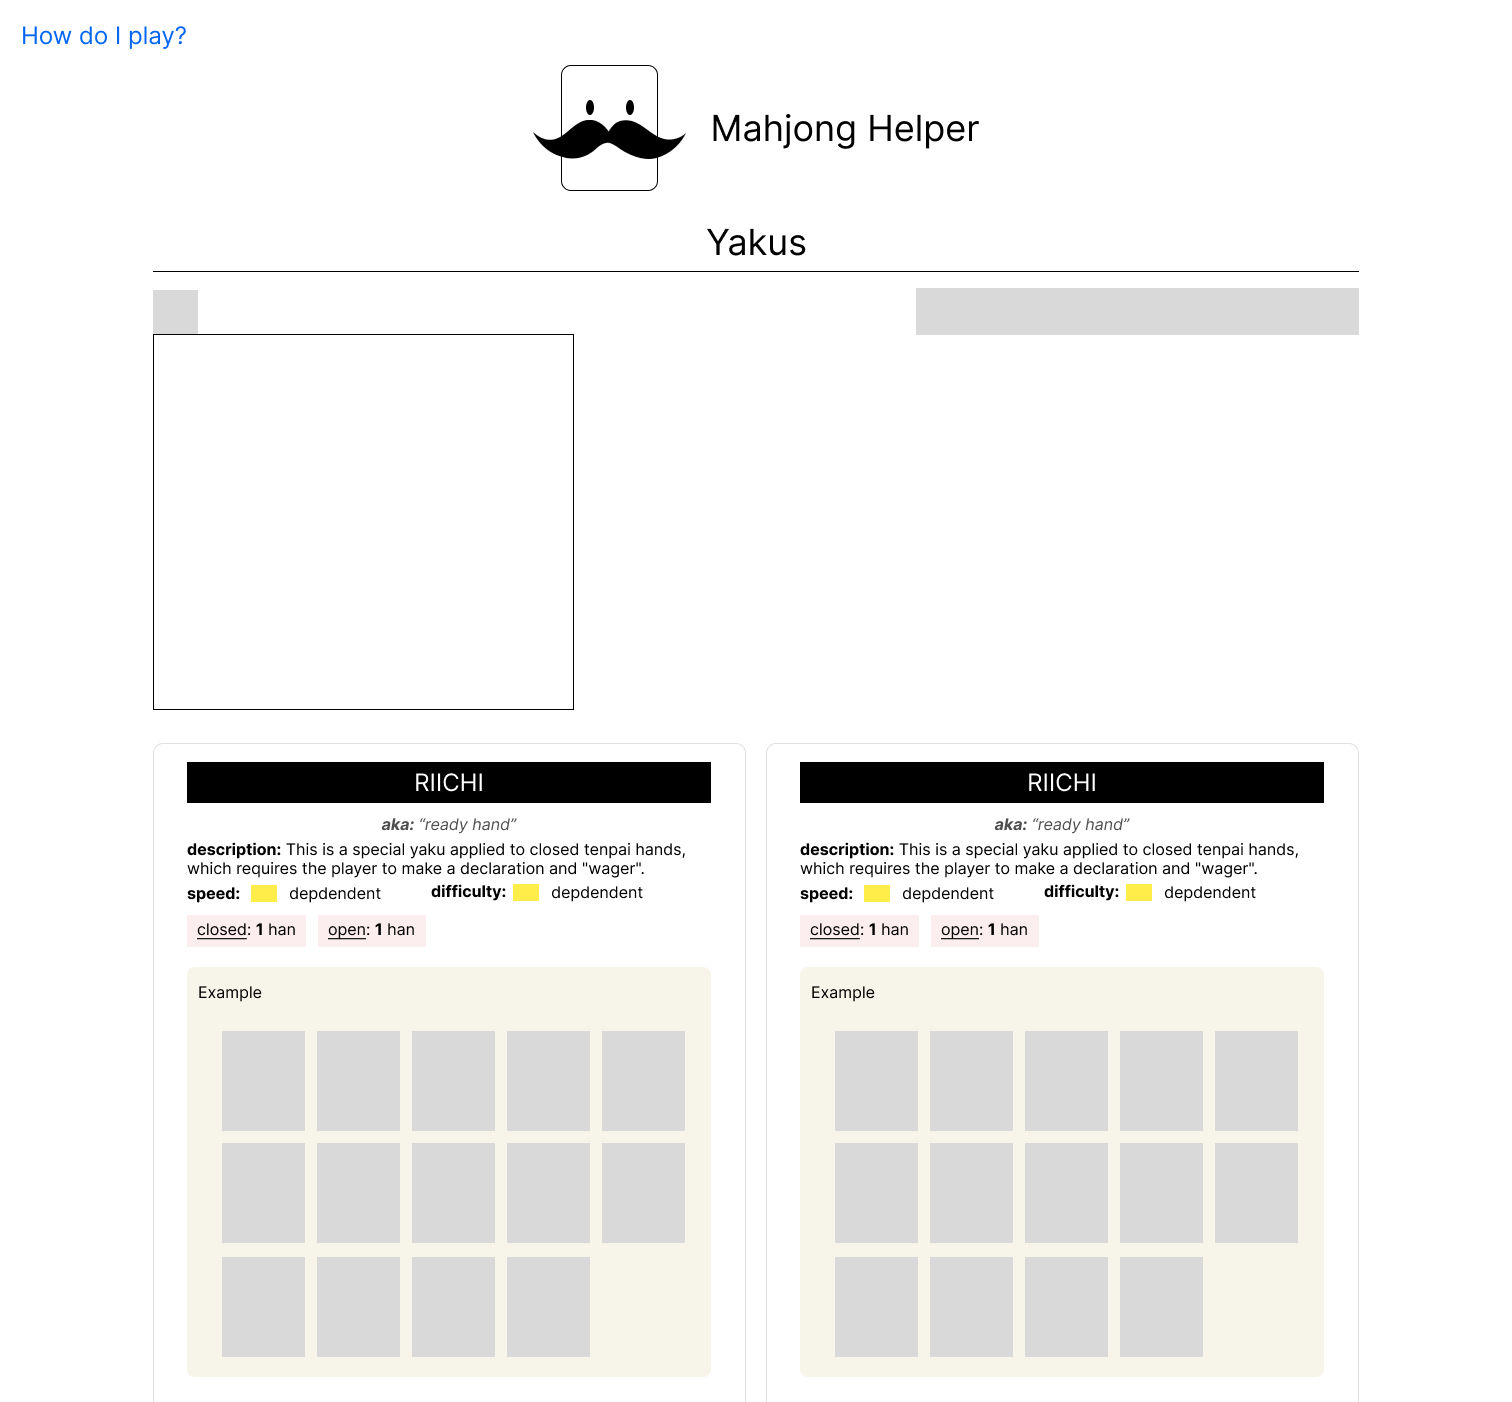 How do I play?
Mahjong Helper
Yakus
RIICHI
aka: “ready hand”
description: This is a special yaku applied to closed tenpai hands,
which requires the player to make a declaration and "wager".
speed: depdendent difficulty: depdendent
closed: 1 han open: 1 han
Example
RIICHI
aka: “ready hand”
description: This is a special yaku applied to closed tenpai hands,
which requires the player to make a declaration and "wager".
speed: depdendent difficulty: depdendent
closed: 1 han open: 1 han
Example